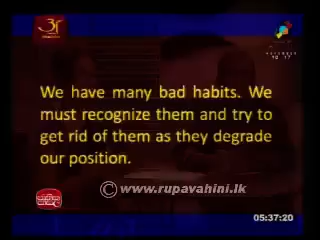 We have many bad habits. We
must recognize them and try to
get rid of them as they degrade
our position.
© www.rupavahini.lk
05:37:20